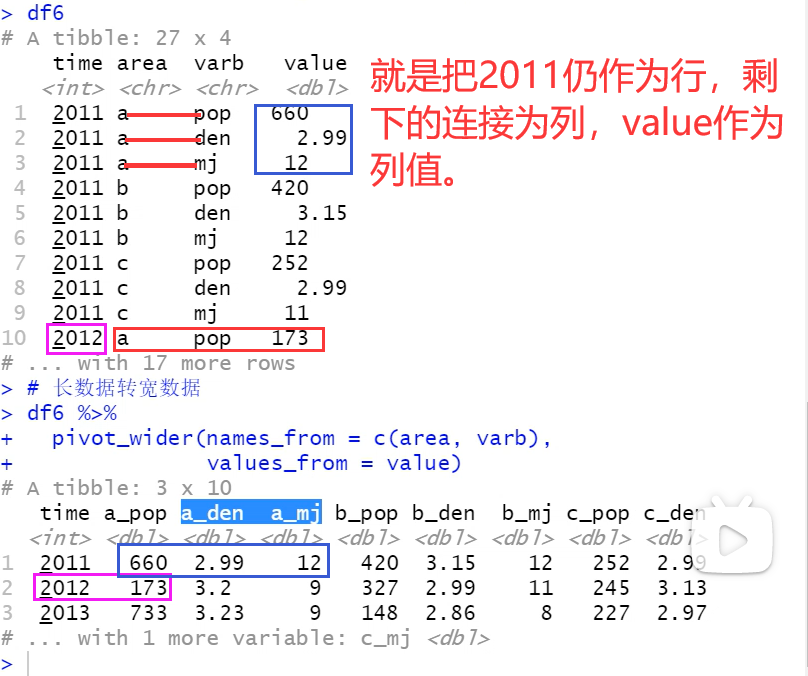 > df6
# A tibble: 27 x 4
time area varb value
<int> <chr> <chr> <dbl>
1 2011 a pop 660
2 2011 a den 2.99
3 2011 a mj 12
4 2011 b pop 420
5 2011 b den 3.15
6 2011 b mj 12
7 2011 c pop 252
8 2011 c den 2.99
9 2011 c mj 11
10 2012 a pop 173
# ... with 17 more rows
就是把2011仍作为行，剩
下的连接为列，value作为
列值。
> # 长数据转宽数据
> df6 %>%
+ pivot_wider(names_from = c(area, varb),
+ values_from = value)
# A tibble: 3 x 10
time a_pop a_den a_mj b_pop b_den b_mj c_pop c_den
<int> <dbl> <dbl> <dbl> <dbl> <dbl> <dbl> <dbl> <dbl>
1 2011 660 2.99 12 420 3.15 12 252 2.99
2 2012 173 3.2 9 327 2.99 11 245 3.13
3 2013 733 3.23 9 148 2.86 8 227 2.97
# ... with 1 more variable: c_mj <dbl>
>